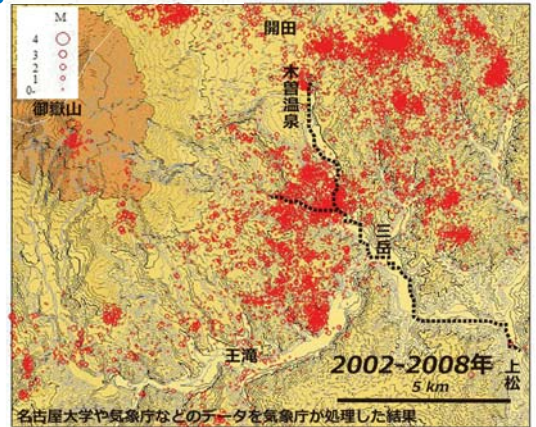 M
4
3
2
1
0-
御嶽山
開田
木曽温泉
三岳
王滝
上松
2002-2008年
5 km
名古屋大学や気象庁などのデータを気象庁が処理した結果